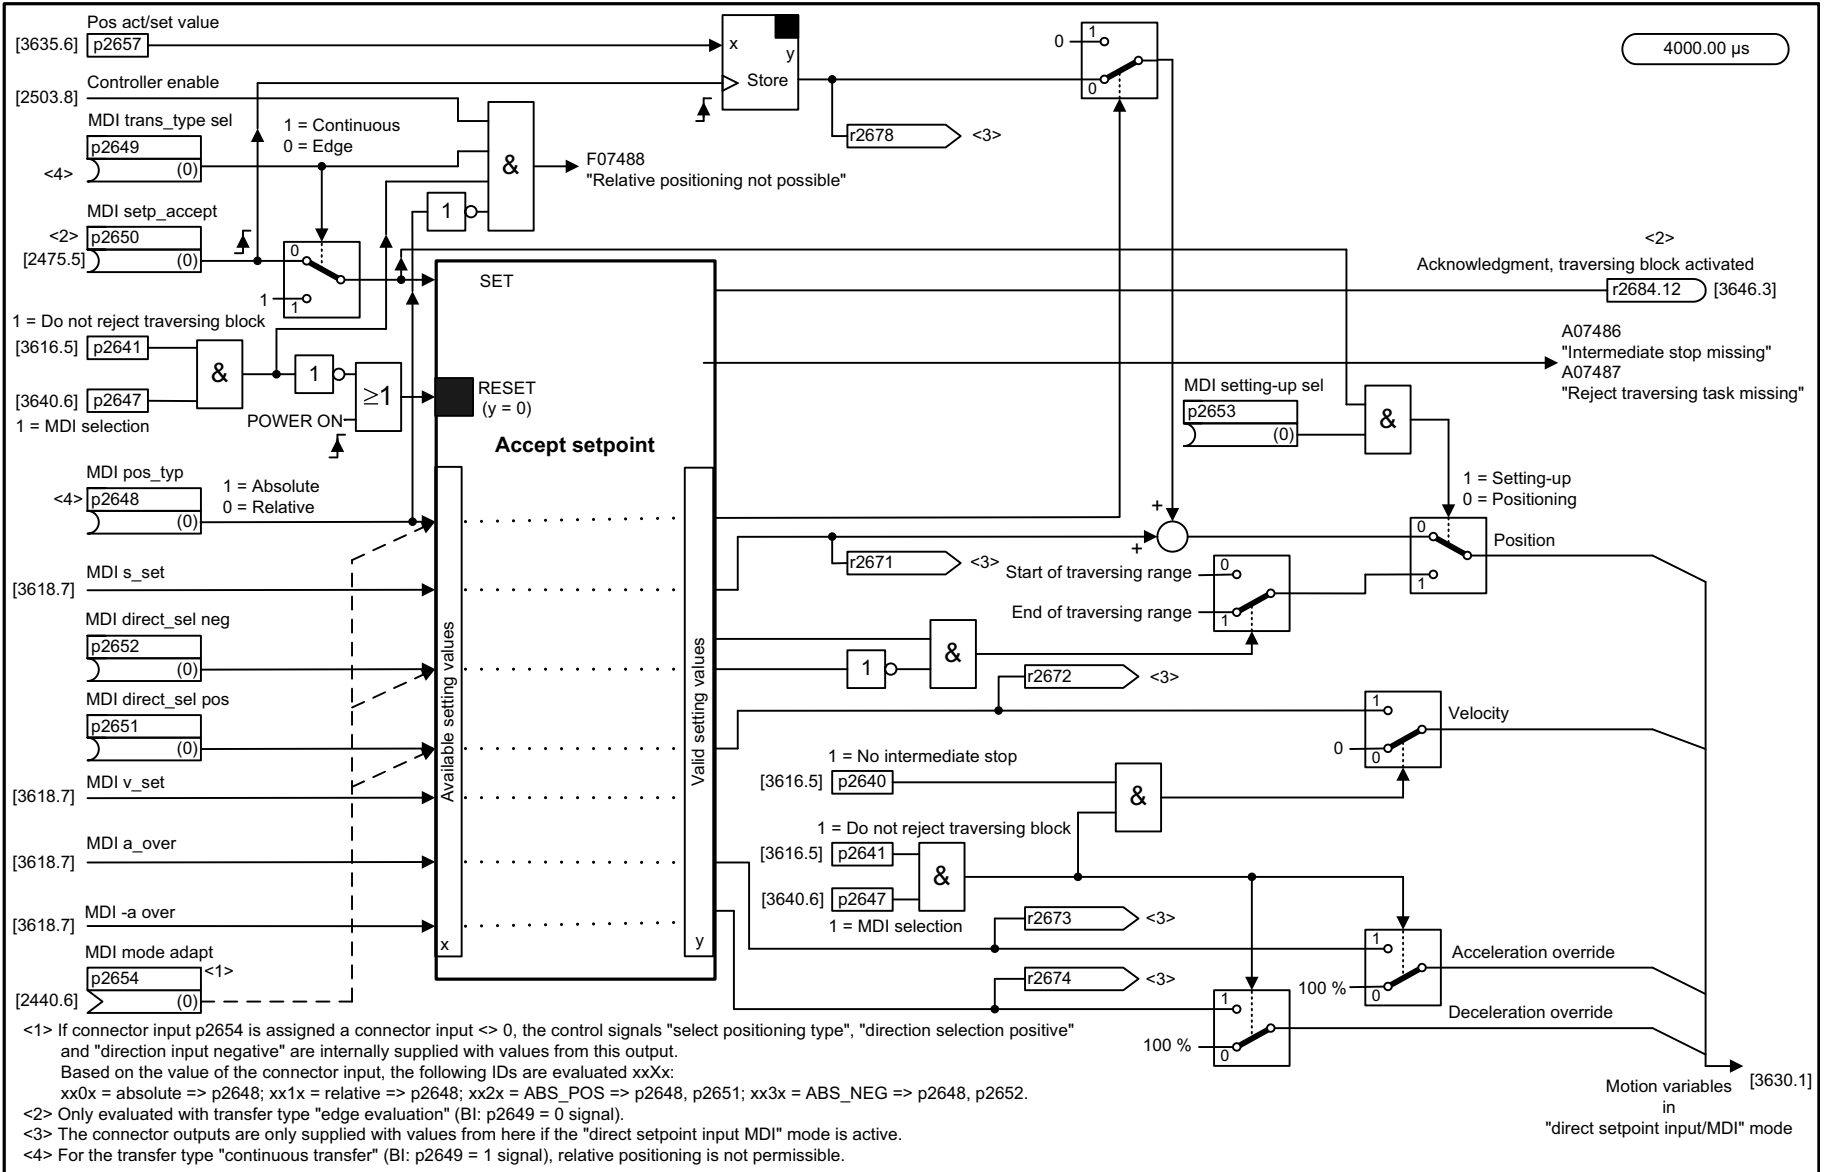 Pos act/set value
[3635.6] p2657
Controller enable
[2503.8]
MDI trans_type sel
p2649
(0)
<4>
1 = Continuous
0 = Edge
MDI setp_accept
<2> p2650
[2475.5] (0)
0
1
1
x
y
Store
r2678 <3>
0
1
0
4000.00 µs
&
F07488
"Relative positioning not possible"
1
1 = Do not reject traversing block
[3616.5] p2641
[3640.6] p2647
1 = MDI selection
&
1
≥1
POWER ON
SET
RESET
(y = 0)
Accept setpoint
Available setting values
Valid setting values
x
y
<2>
Acknowledgment, traversing block activated
r2684.12 [3646.3]
A07486
"Intermediate stop missing"
A07487
"Reject traversing task missing"
MDI setting-up sel
p2653
(0)
&
1 = Setting-up
0 = Positioning
MDI pos_typ
<4> p2648
(0)
1 = Absolute
0 = Relative
MDI s_set
[3618.7]
MDI direct_sel neg
p2652
(0)
MDI direct_sel pos
p2651
(0)
MDI v_set
[3618.7]
MDI a_over
[3618.7]
MDI -a over
[3618.7]
MDI mode adapt
p2654 <1>
[2440.6] (0)
+
+
r2671 <3>
0
1
Position
Start of traversing range
End of traversing range
0
1
1
&
r2672 <3>
1
0
0
Velocity
1 = No intermediate stop
[3616.5] p2640
&
1 = Do not reject traversing block
[3616.5] p2641
[3640.6] p2647
1 = MDI selection
&
r2673 <3>
1
100 %
0
Acceleration override
r2674 <3>
1
100 %
0
Deceleration override
Motion variables [3630.1]
in
"direct setpoint input/MDI" mode
<1> If connector input p2654 is assigned a connector input <> 0, the control signals "select positioning type", "direction selection positive"
and "direction input negative" are internally supplied with values from this output.
Based on the value of the connector input, the following IDs are evaluated xxXx:
xx0x = absolute => p2648; xx1x = relative => p2648; xx2x = ABS_POS => p2648, p2651; xx3x = ABS_NEG => p2648, p2652.
<2> Only evaluated with transfer type "edge evaluation" (BI: p2649 = 0 signal).
<3> The connector outputs are only supplied with values from here if the "direct setpoint input MDI" mode is active.
<4> For the transfer type "continuous transfer" (BI: p2649 = 1 signal), relative positioning is not permissible.